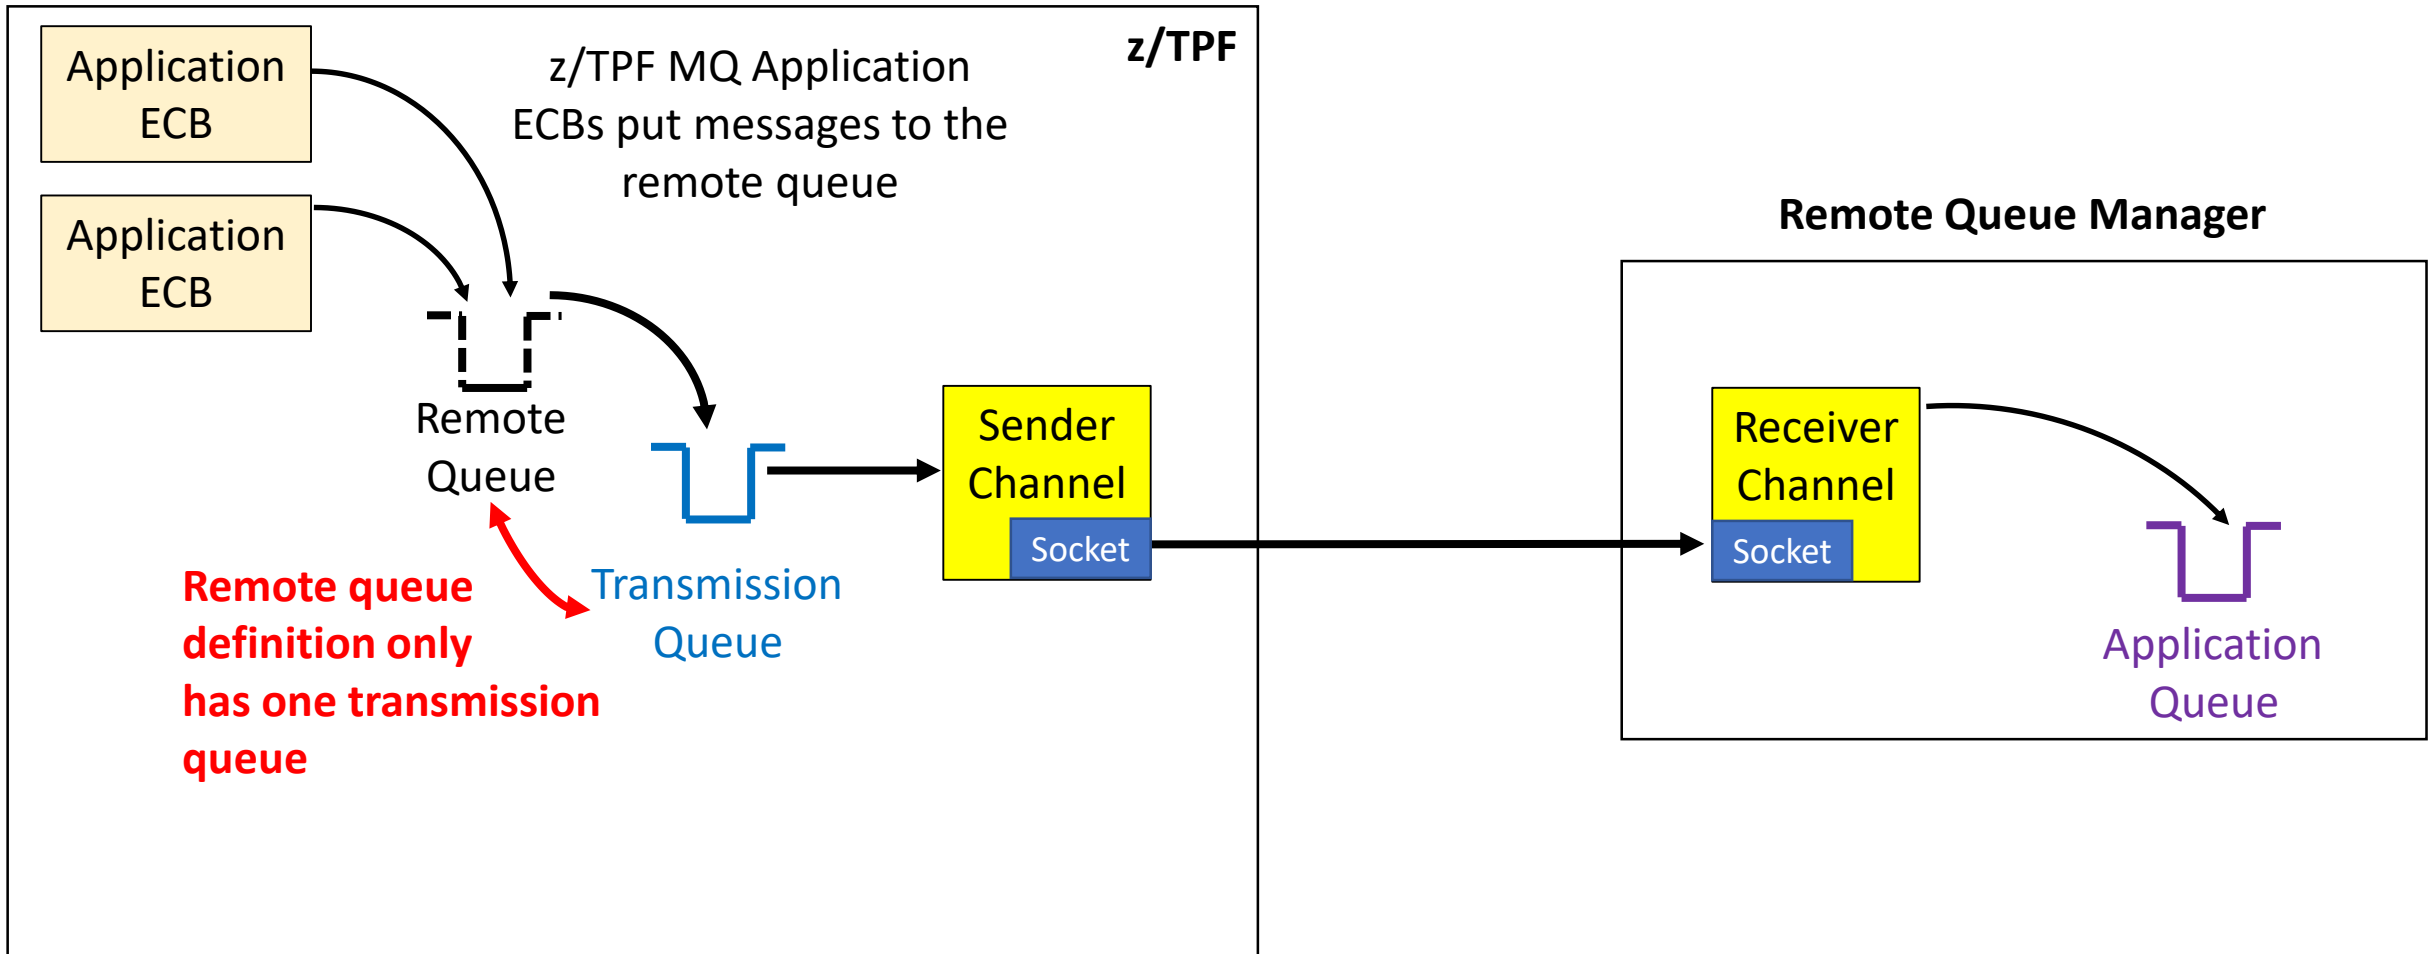 Application
ECB
z/TPF MQ Application
ECBs put messages to the
remote queue
z/TPF
Application
ECB
Remote
Queue
Transmission
Queue
Sender
Channel
Socket
Remote queue
definition only
has one transmission
queue
Remote Queue Manager
Receiver
Channel
Socket
Application
Queue